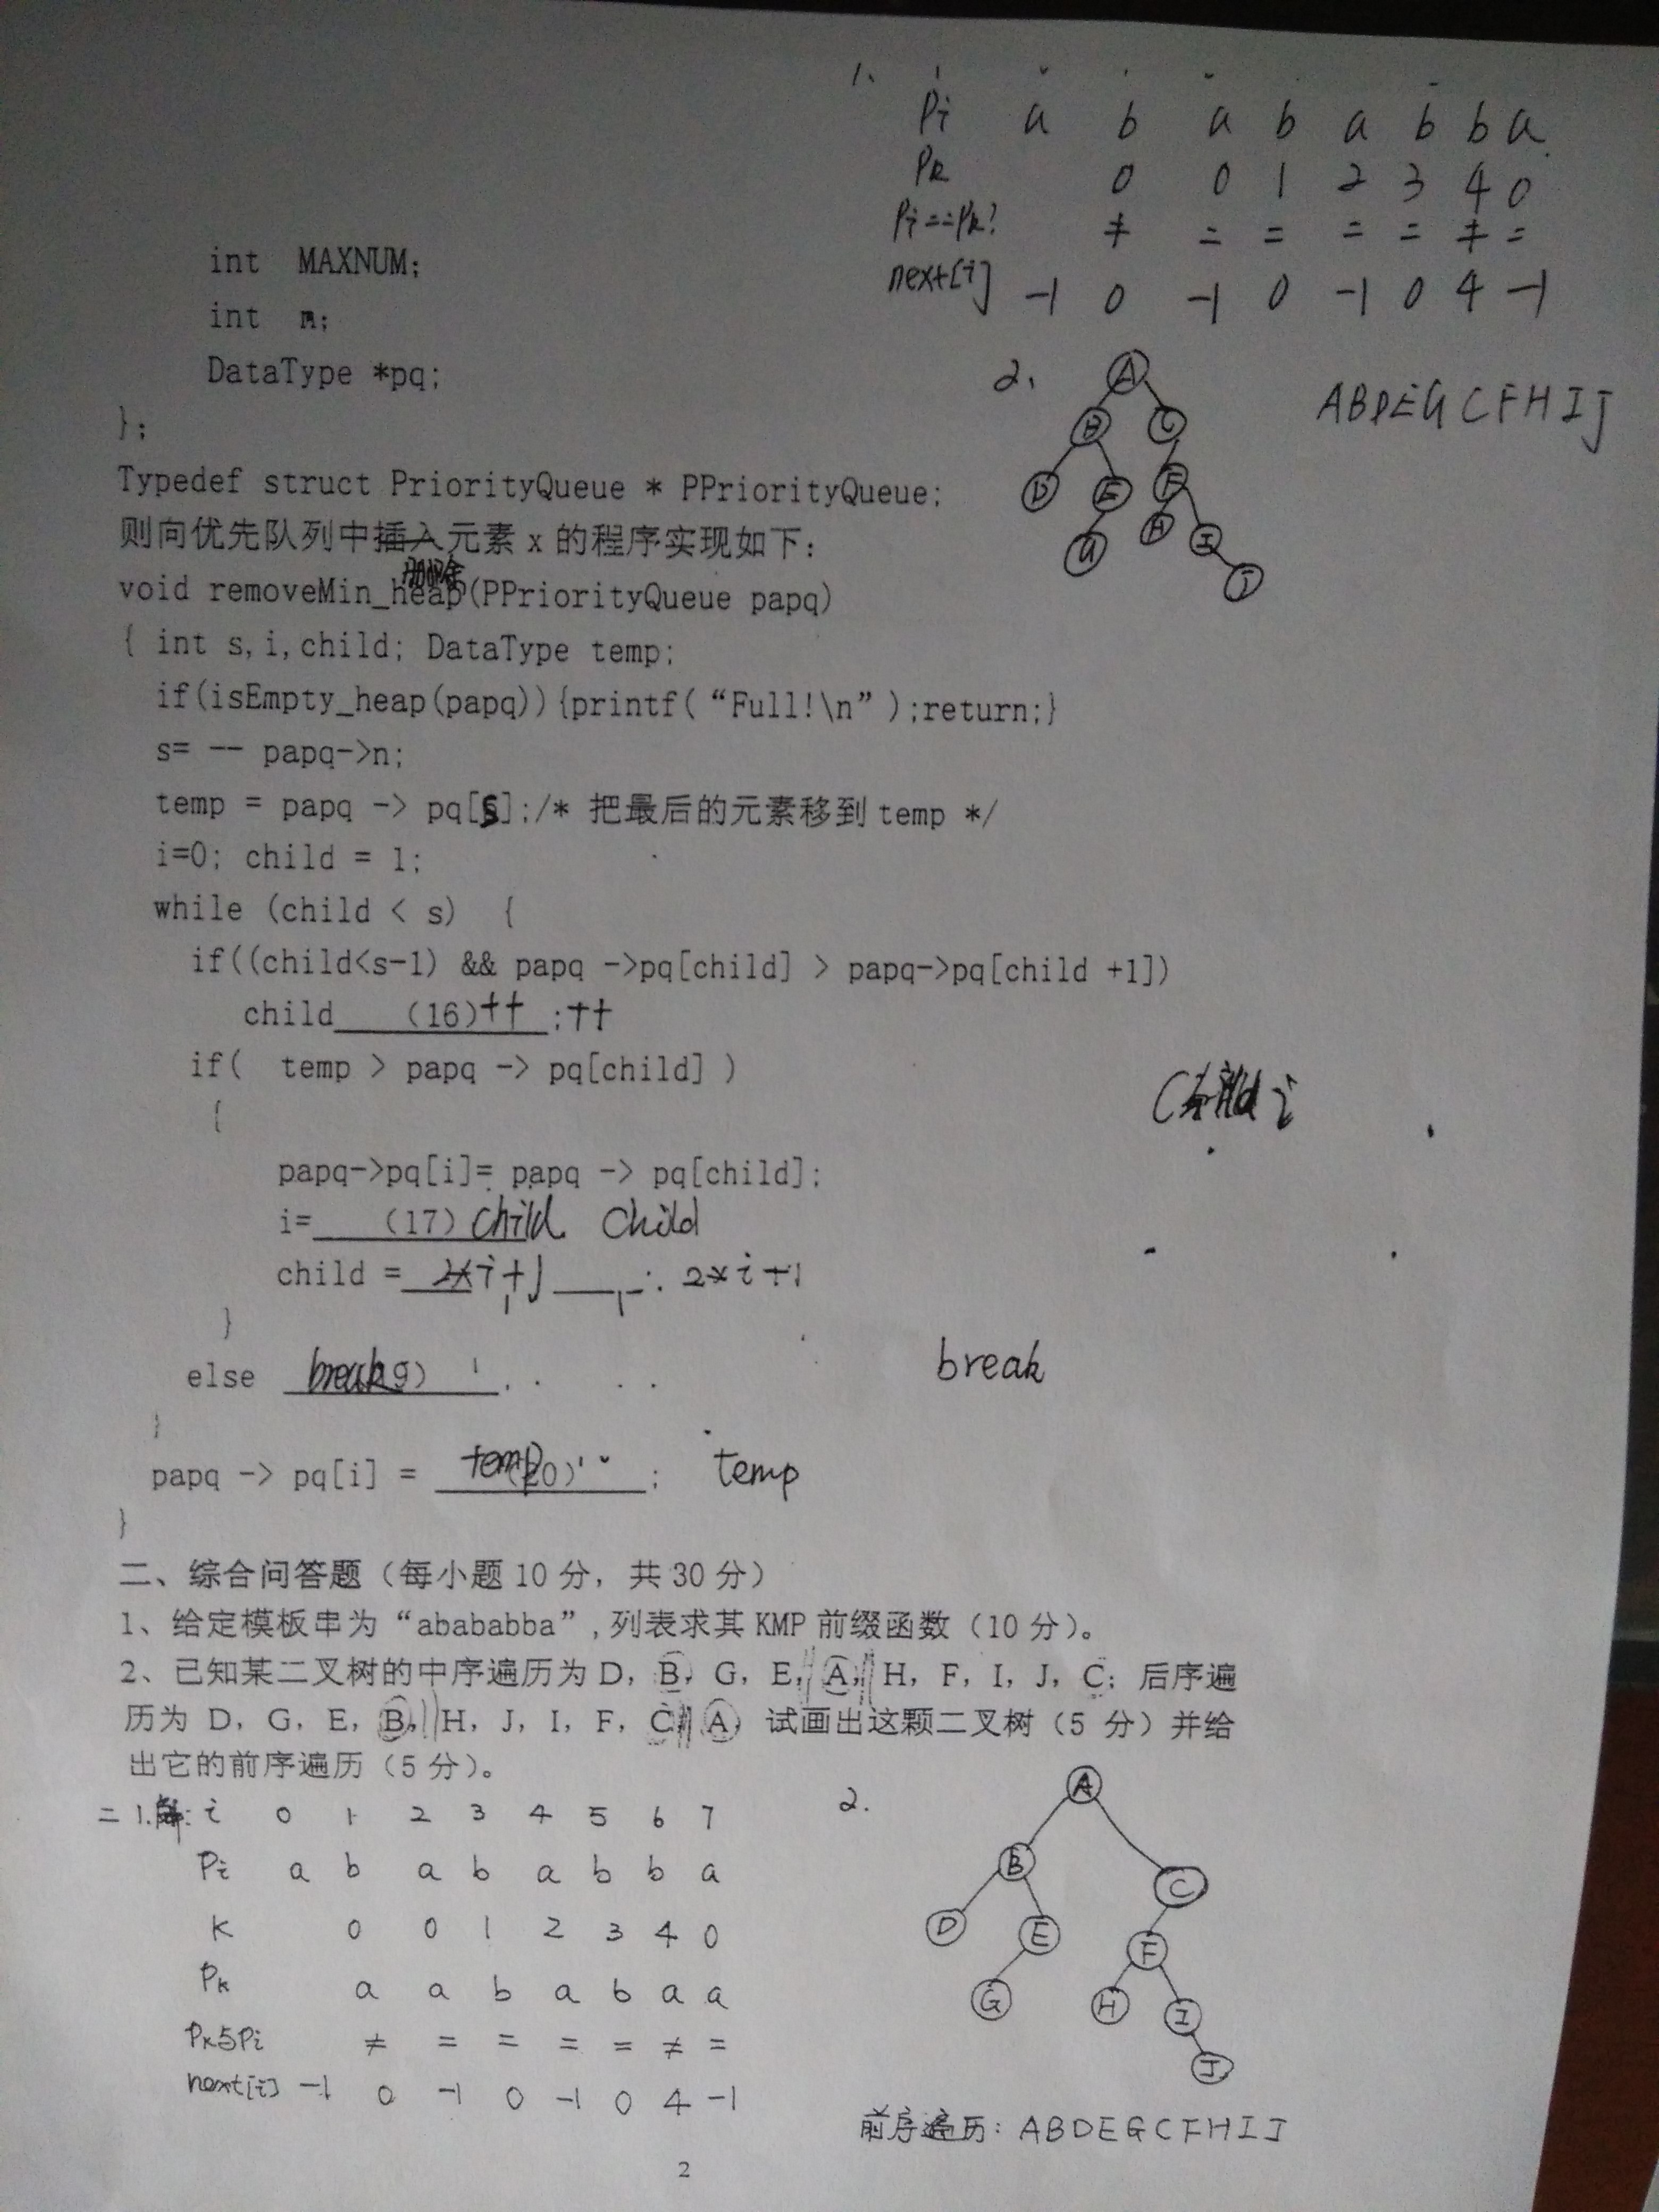 1、
Pi a b a b a b b a
PK 0 0 1 2 3 4 0
Pi==PK? ≠ = = = = ≠ =
next[i] -1 0 -1 0 -1 0 4 -1
int MAXNUM;
int n;
DataType *pq;
};
2、
A
B C
D E F
G H I
J
ABDEGCFHIJ
Typedef struct PriorityQueue * PPriorityQueue;
则向优先队列中插入元素 x 的程序实现如下:
删除
void removeMin_heap(PPriorityQueue papq)
{ int s,i,child; DataType temp;
if(isEmpty_heap(papq)){printf(“Full!\n”);return;}
s= -- papq->n;
temp = papq -> pq[s];/* 把最后的元素移到 temp */
i=0; child = 1;
while (child < s) {
if((child<s-1) && papq ->pq[child] > papq->pq[child +1])
child (16)++ ;++
if( temp > papq -> pq[child] )
{
child i
papq->pq[i]= papq -> pq[child];
i= (17) child child
child = 2*i+1 ; 2*i+1
}
else break9) break
}
papq -> pq[i] = temp (20) ; temp
}
二、综合问答题（每小题 10 分，共 30 分）
1、给定模板串为“abababba”,列表求其 KMP 前缀函数（10 分）。
2、已知某二叉树的中序遍历为 D，B，G，E，A，H，F，I，J，C；后序遍
历为 D，G，E，B，H，J，I，F，C，A，试画出这颗二叉树（5 分）并给
出它的前序遍历（5 分）。
二 1.解: i 0 1 2 3 4 5 6 7
Pi a b a b a b b a
K 0 0 1 2 3 4 0
PK a a b a b a a
PK与Pi ≠ = = = = ≠ =
next[i] -1 0 -1 0 -1 0 4 -1
2.
A
B C
D E F
G H I
J
前序遍历: ABDEGCFHIJ
2